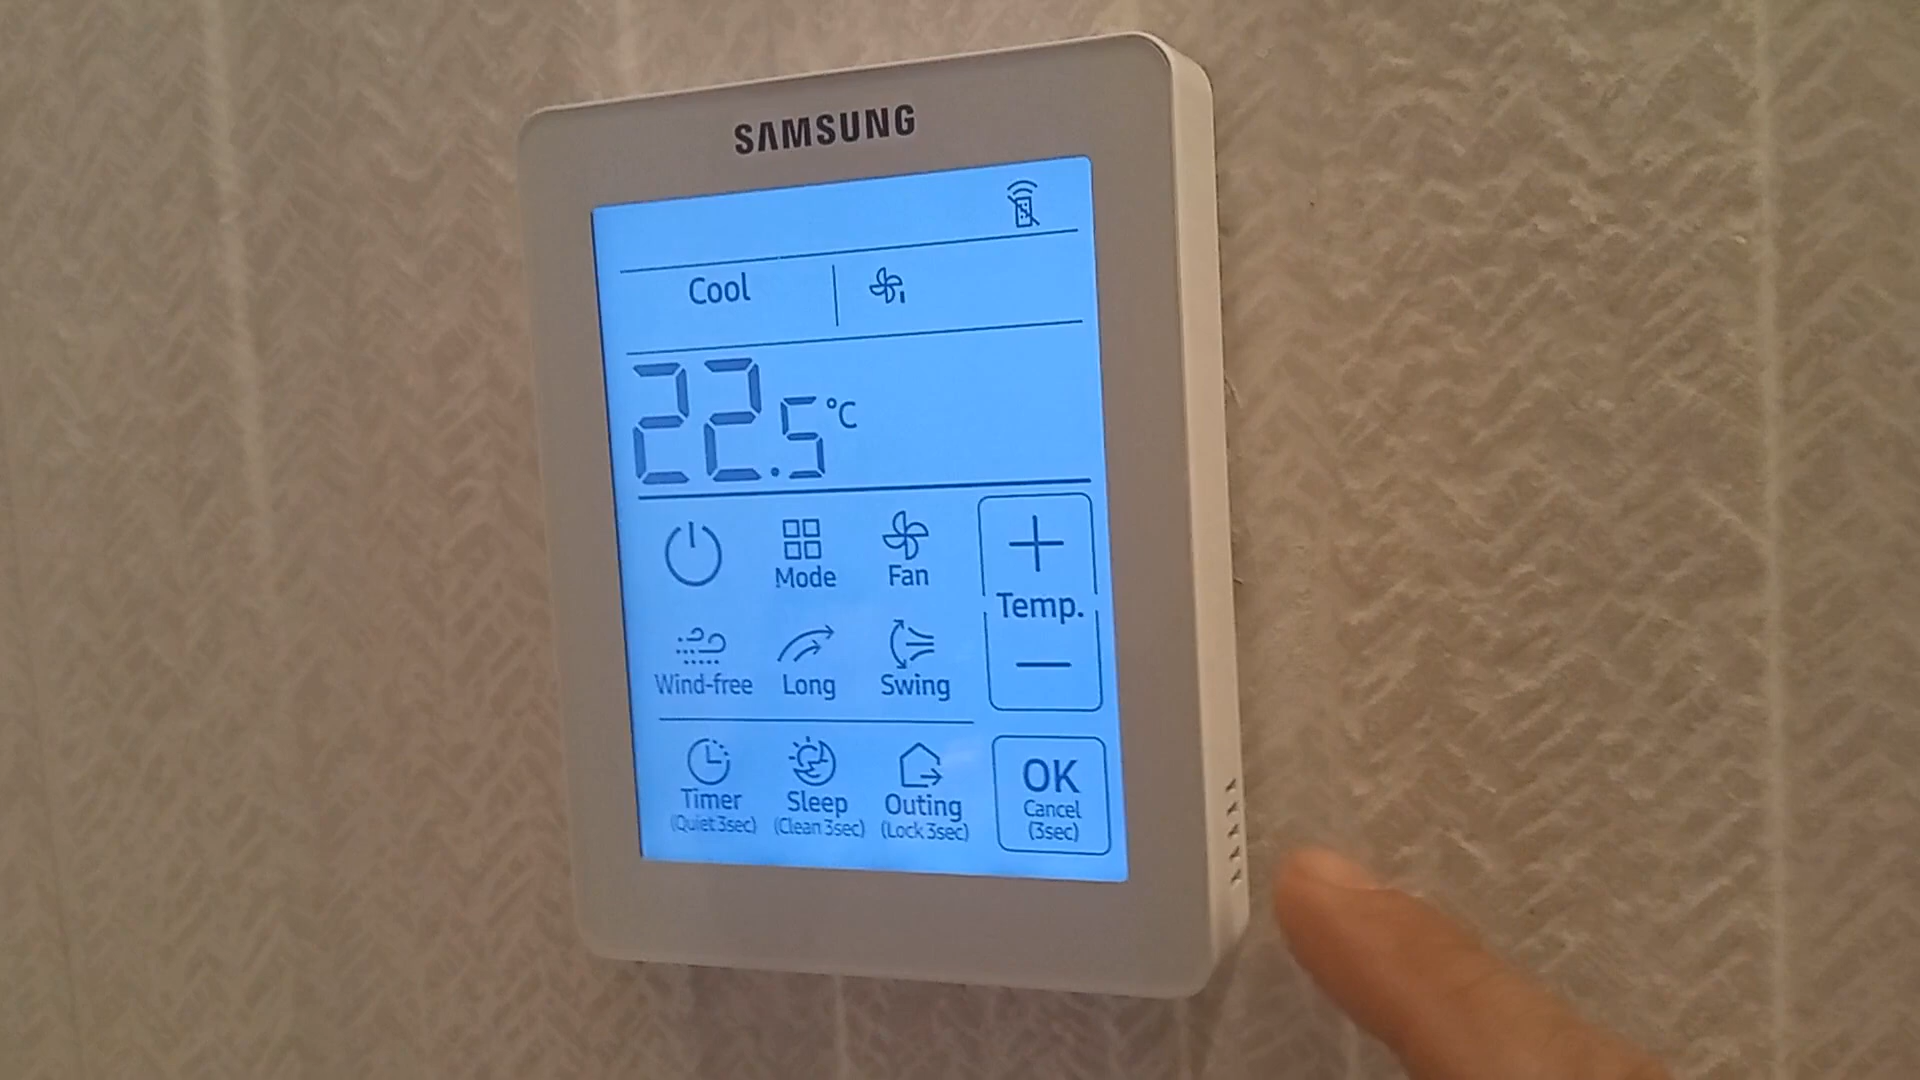 SAMSUNG
Cool
22.5°C
Mode
Fan
Temp.
Wind-free
Long
Swing
Timer
(Quiet 3sec)
Sleep
(Clean 3sec)
Outing
(Lock 3sec)
OK
Cancel
(3sec)